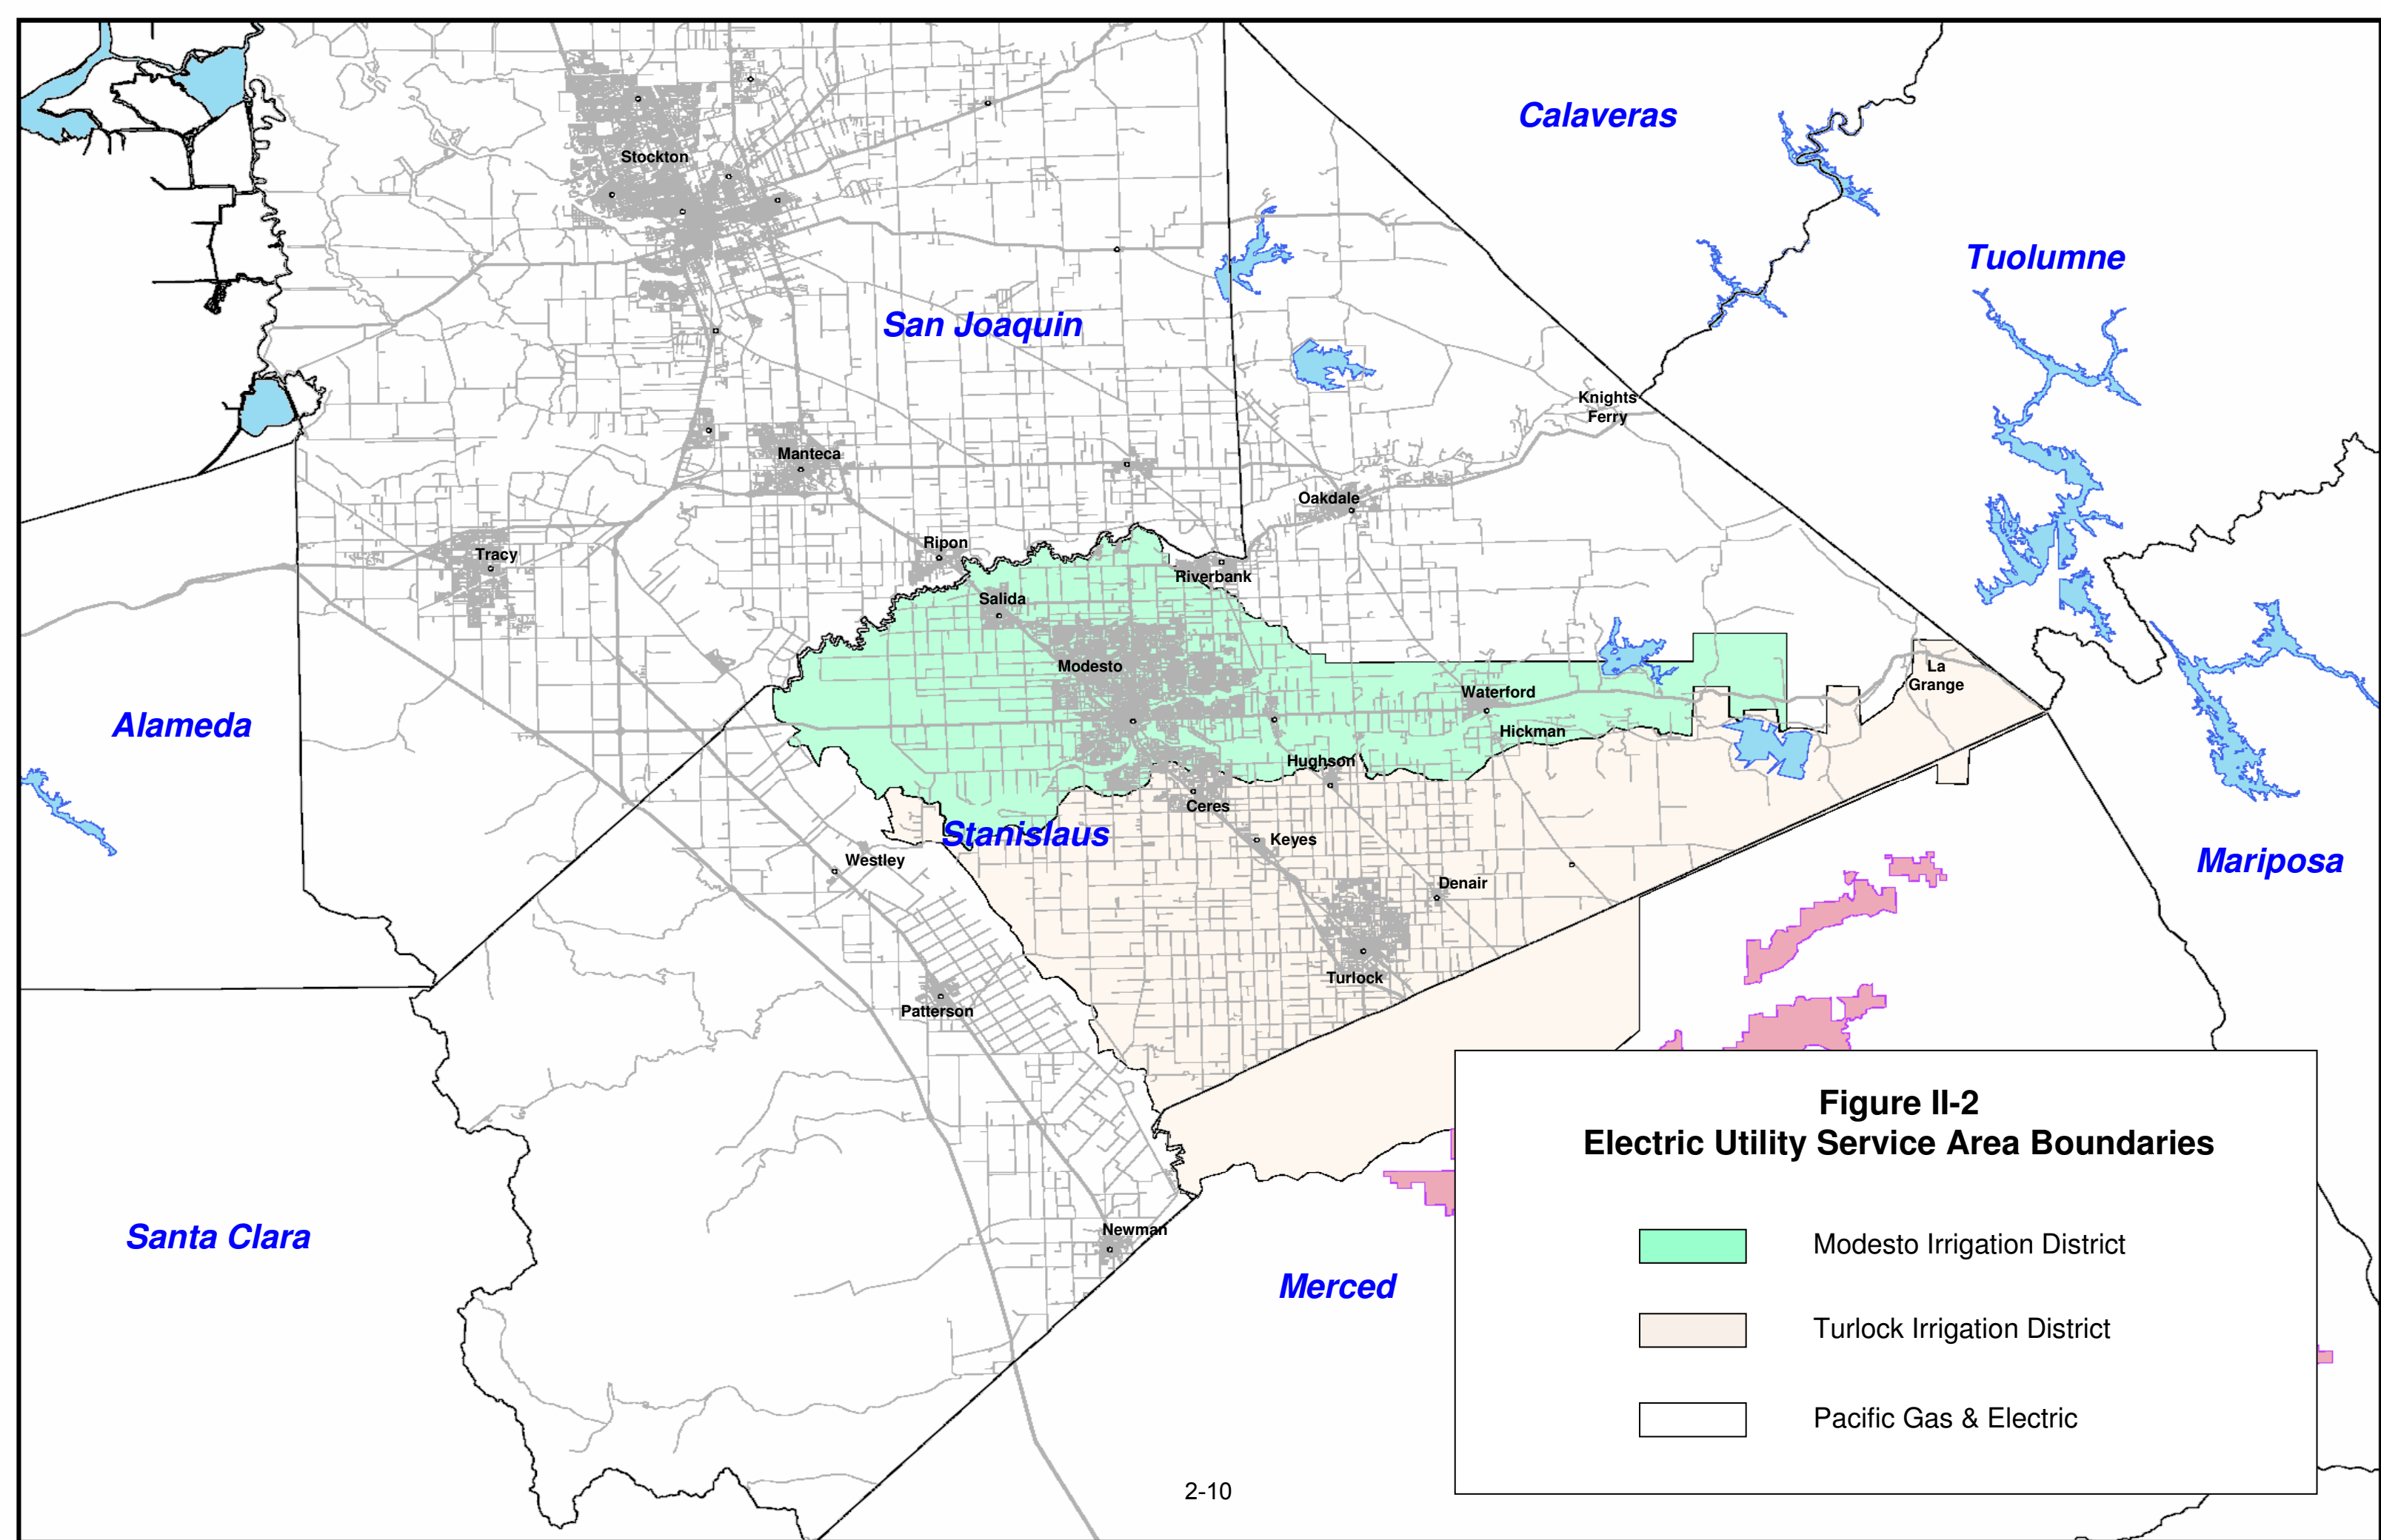 Calaveras
Stockton
Tuolumne
San Joaquin
Knights
Ferry
Manteca
Oakdale
Ripon
Tracy
Riverbank
Salida
Modesto
La
Grange
Waterford
Alameda
Hickman
Hughson
Ceres
Stanislaus
Keyes
Westley
Mariposa
Denair
Turlock
Patterson
Figure II-2
Electric Utility Service Area Boundaries
Newman
Santa Clara
Modesto Irrigation District
Merced
Turlock Irrigation District
Pacific Gas & Electric
2-10